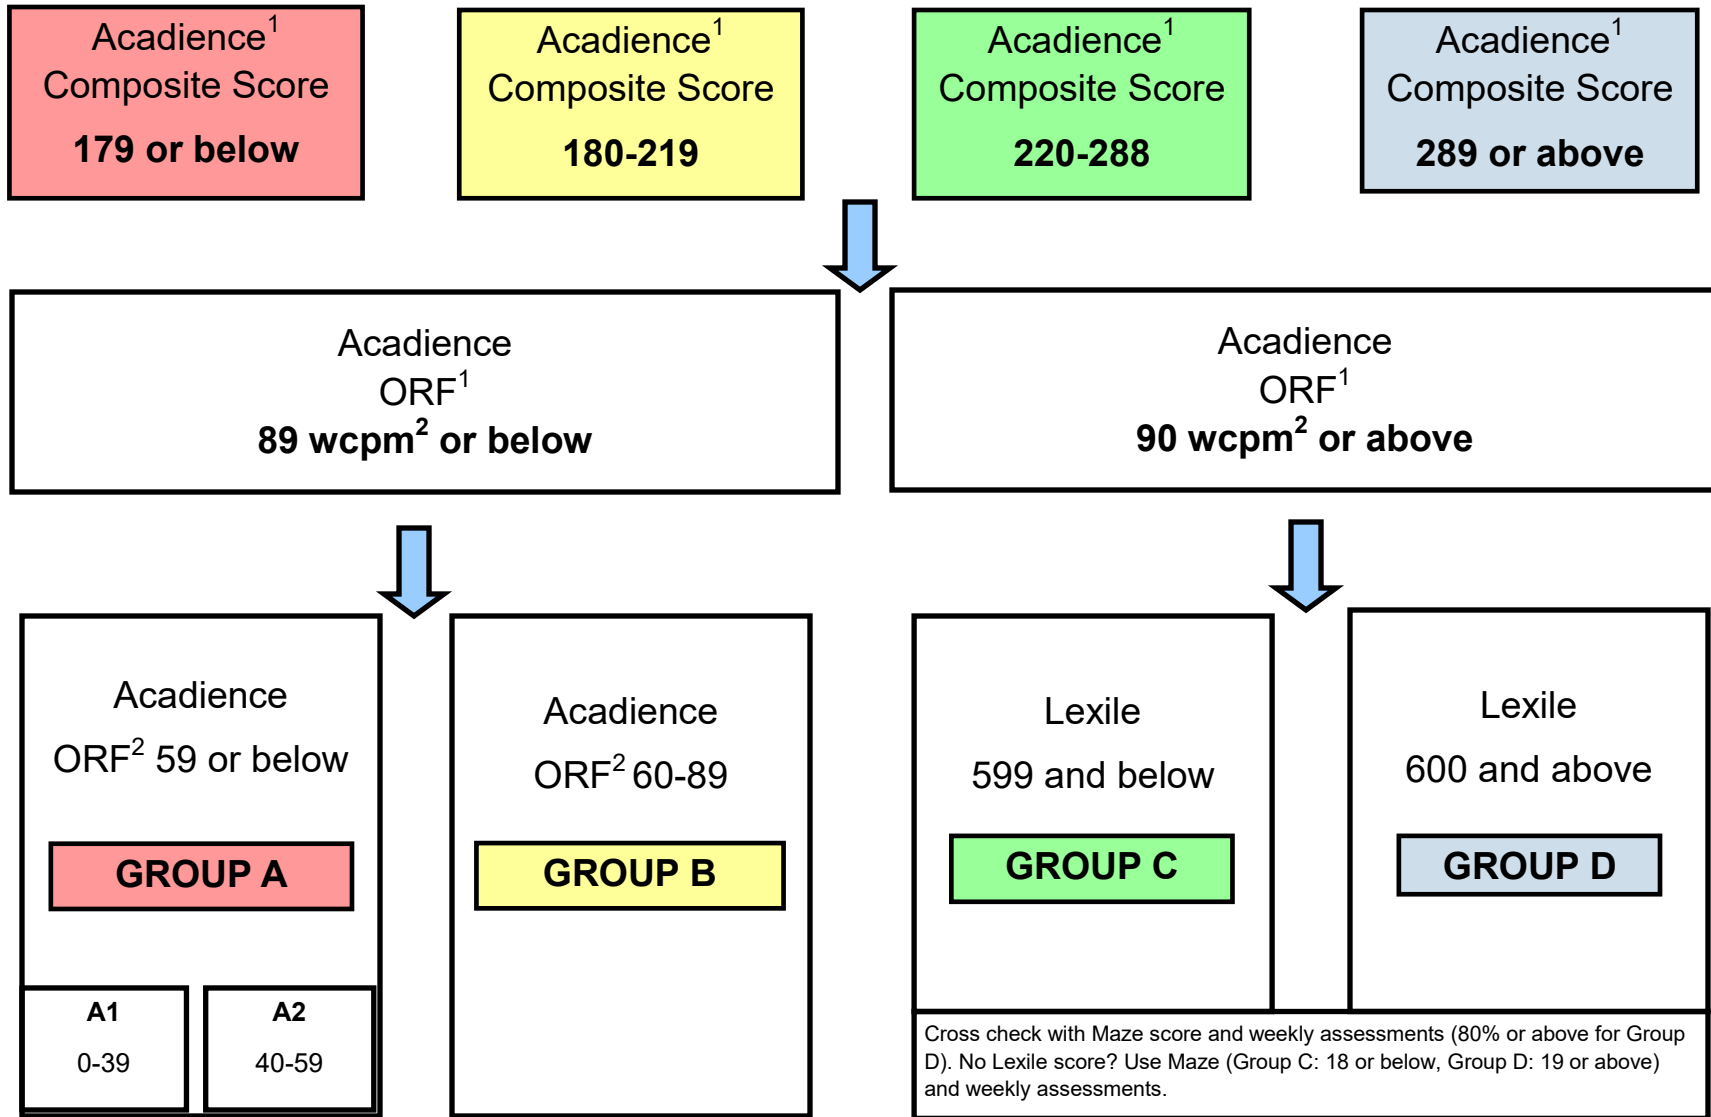 Acadience¹
Composite Score
179 or below
Acadience¹
Composite Score
180-219
Acadience¹
Composite Score
220-288
Acadience¹
Composite Score
289 or above
Acadience
ORF¹
89 wcpm² or below
Acadience
ORF¹
90 wcpm² or above
Acadience
ORF² 59 or below
GROUP A
A1
0-39
A2
40-59
Acadience
ORF² 60-89
GROUP B
Lexile
599 and below
GROUP C
Lexile
600 and above
GROUP D
Cross check with Maze score and weekly assessments (80% or above for Group
D). No Lexile score? Use Maze (Group C: 18 or below, Group D: 19 or above)
and weekly assessments.